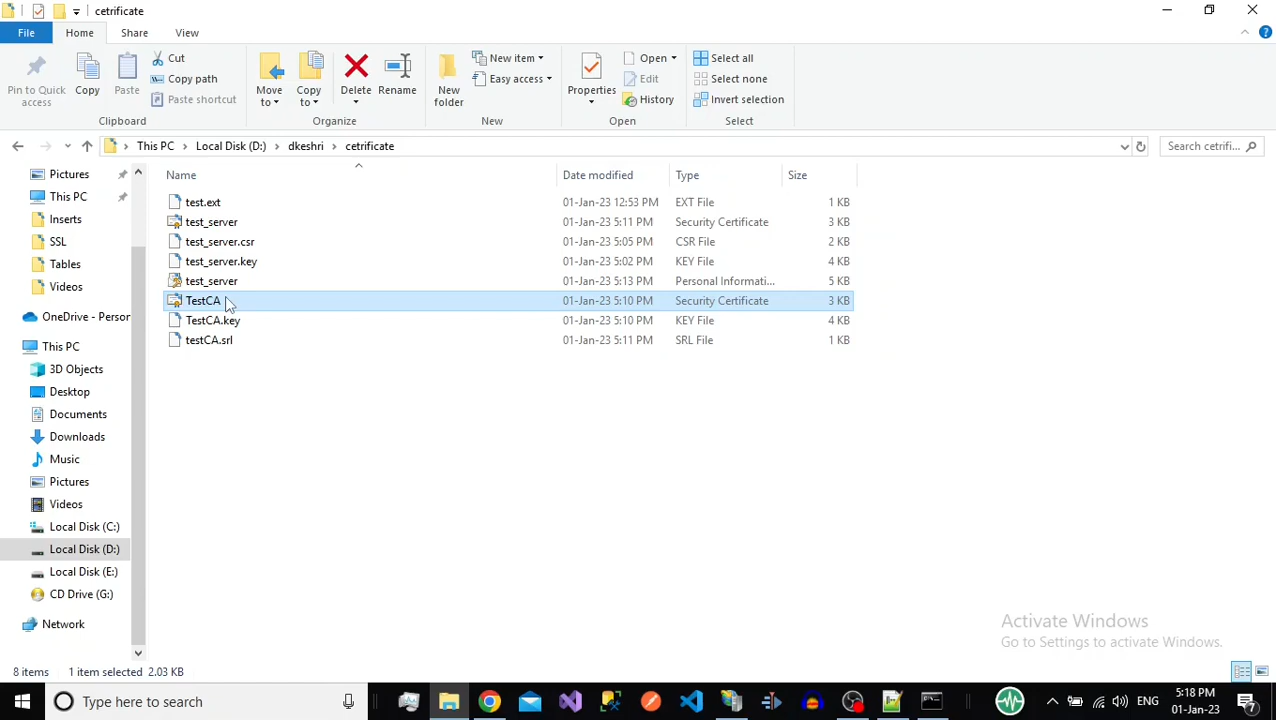 cetrificate
File
Home
Share
View
Pin to Quick access
Copy
Paste
Cut
Copy path
Paste shortcut
Clipboard
Move to
Copy to
Delete
Rename
Organize
New folder
New item
Easy access
New
Properties
Open
Edit
History
Open
Select all
Select none
Invert selection
Select
This PC > Local Disk (D:) > dkeshri > cetrificate
Search cetrifi...
Pictures
This PC
Inserts
SSL
Tables
Videos
OneDrive - Person
This PC
3D Objects
Desktop
Documents
Downloads
Music
Pictures
Videos
Local Disk (C:)
Local Disk (D:)
Local Disk (E:)
CD Drive (G:)
Network
Name Date modified Type Size
test.ext 01-Jan-23 12:53 PM EXT File 1 KB
test_server 01-Jan-23 5:11 PM Security Certificate 3 KB
test_server.csr 01-Jan-23 5:05 PM CSR File 2 KB
test_server.key 01-Jan-23 5:02 PM KEY File 4 KB
test_server 01-Jan-23 5:13 PM Personal Informati... 5 KB
TestCA 01-Jan-23 5:10 PM Security Certificate 3 KB
TestCA.key 01-Jan-23 5:10 PM KEY File 4 KB
testCA.srl 01-Jan-23 5:11 PM SRL File 1 KB
Activate Windows
Go to Settings to activate Windows.
8 items 1 item selected 2.03 KB
Type here to search
ENG
5:18 PM
01-Jan-23
7